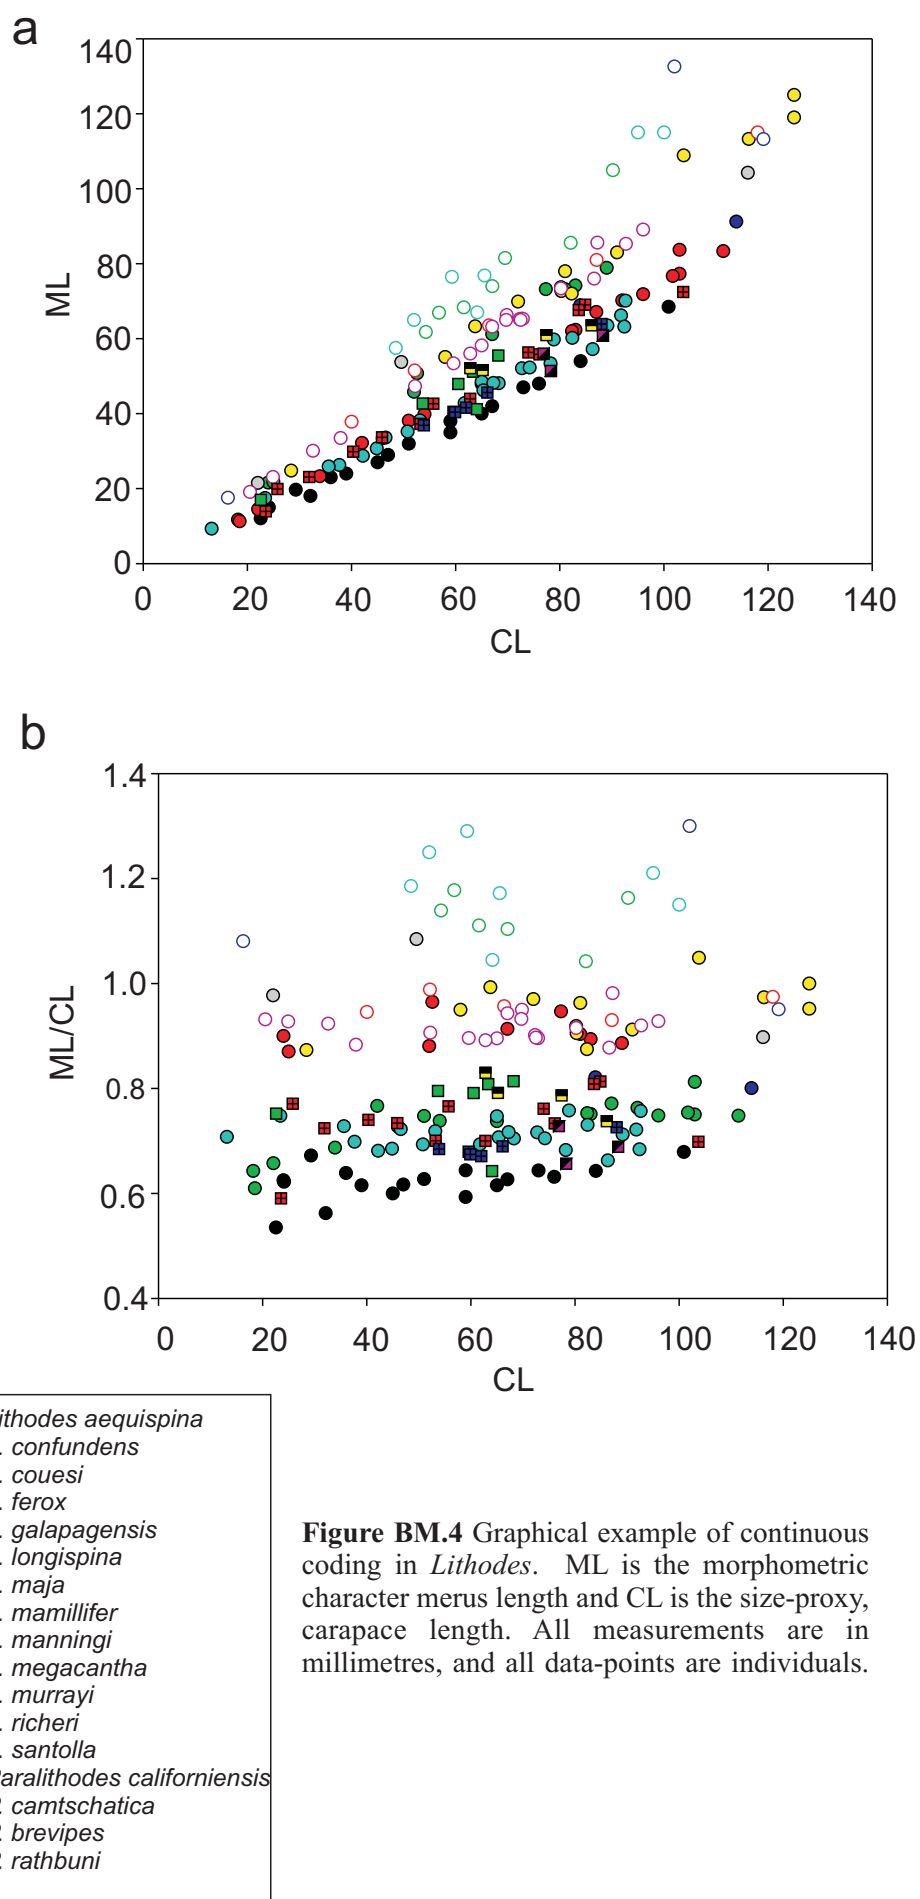 a
140
120
100
80
60
40
20
0
ML
0 20 40 60 80 100 120 140
CL
b
1.4
1.2
1.0
0.8
0.6
0.4
ML/CL
0 20 40 60 80 100 120 140
CL
ithodes aequispina
. confundens
. couesi
. ferox
. galapagensis
. longispina
. maja
. mamillifer
. manningi
. megacantha
. murrayi
. richeri
. santolla
Paralithodes californiensis
. camtschatica
. brevipes
. rathbuni
Figure BM.4 Graphical example of continuous
coding in Lithodes. ML is the morphometric
character merus length and CL is the size-proxy,
carapace length. All measurements are in
millimetres, and all data-points are individuals.